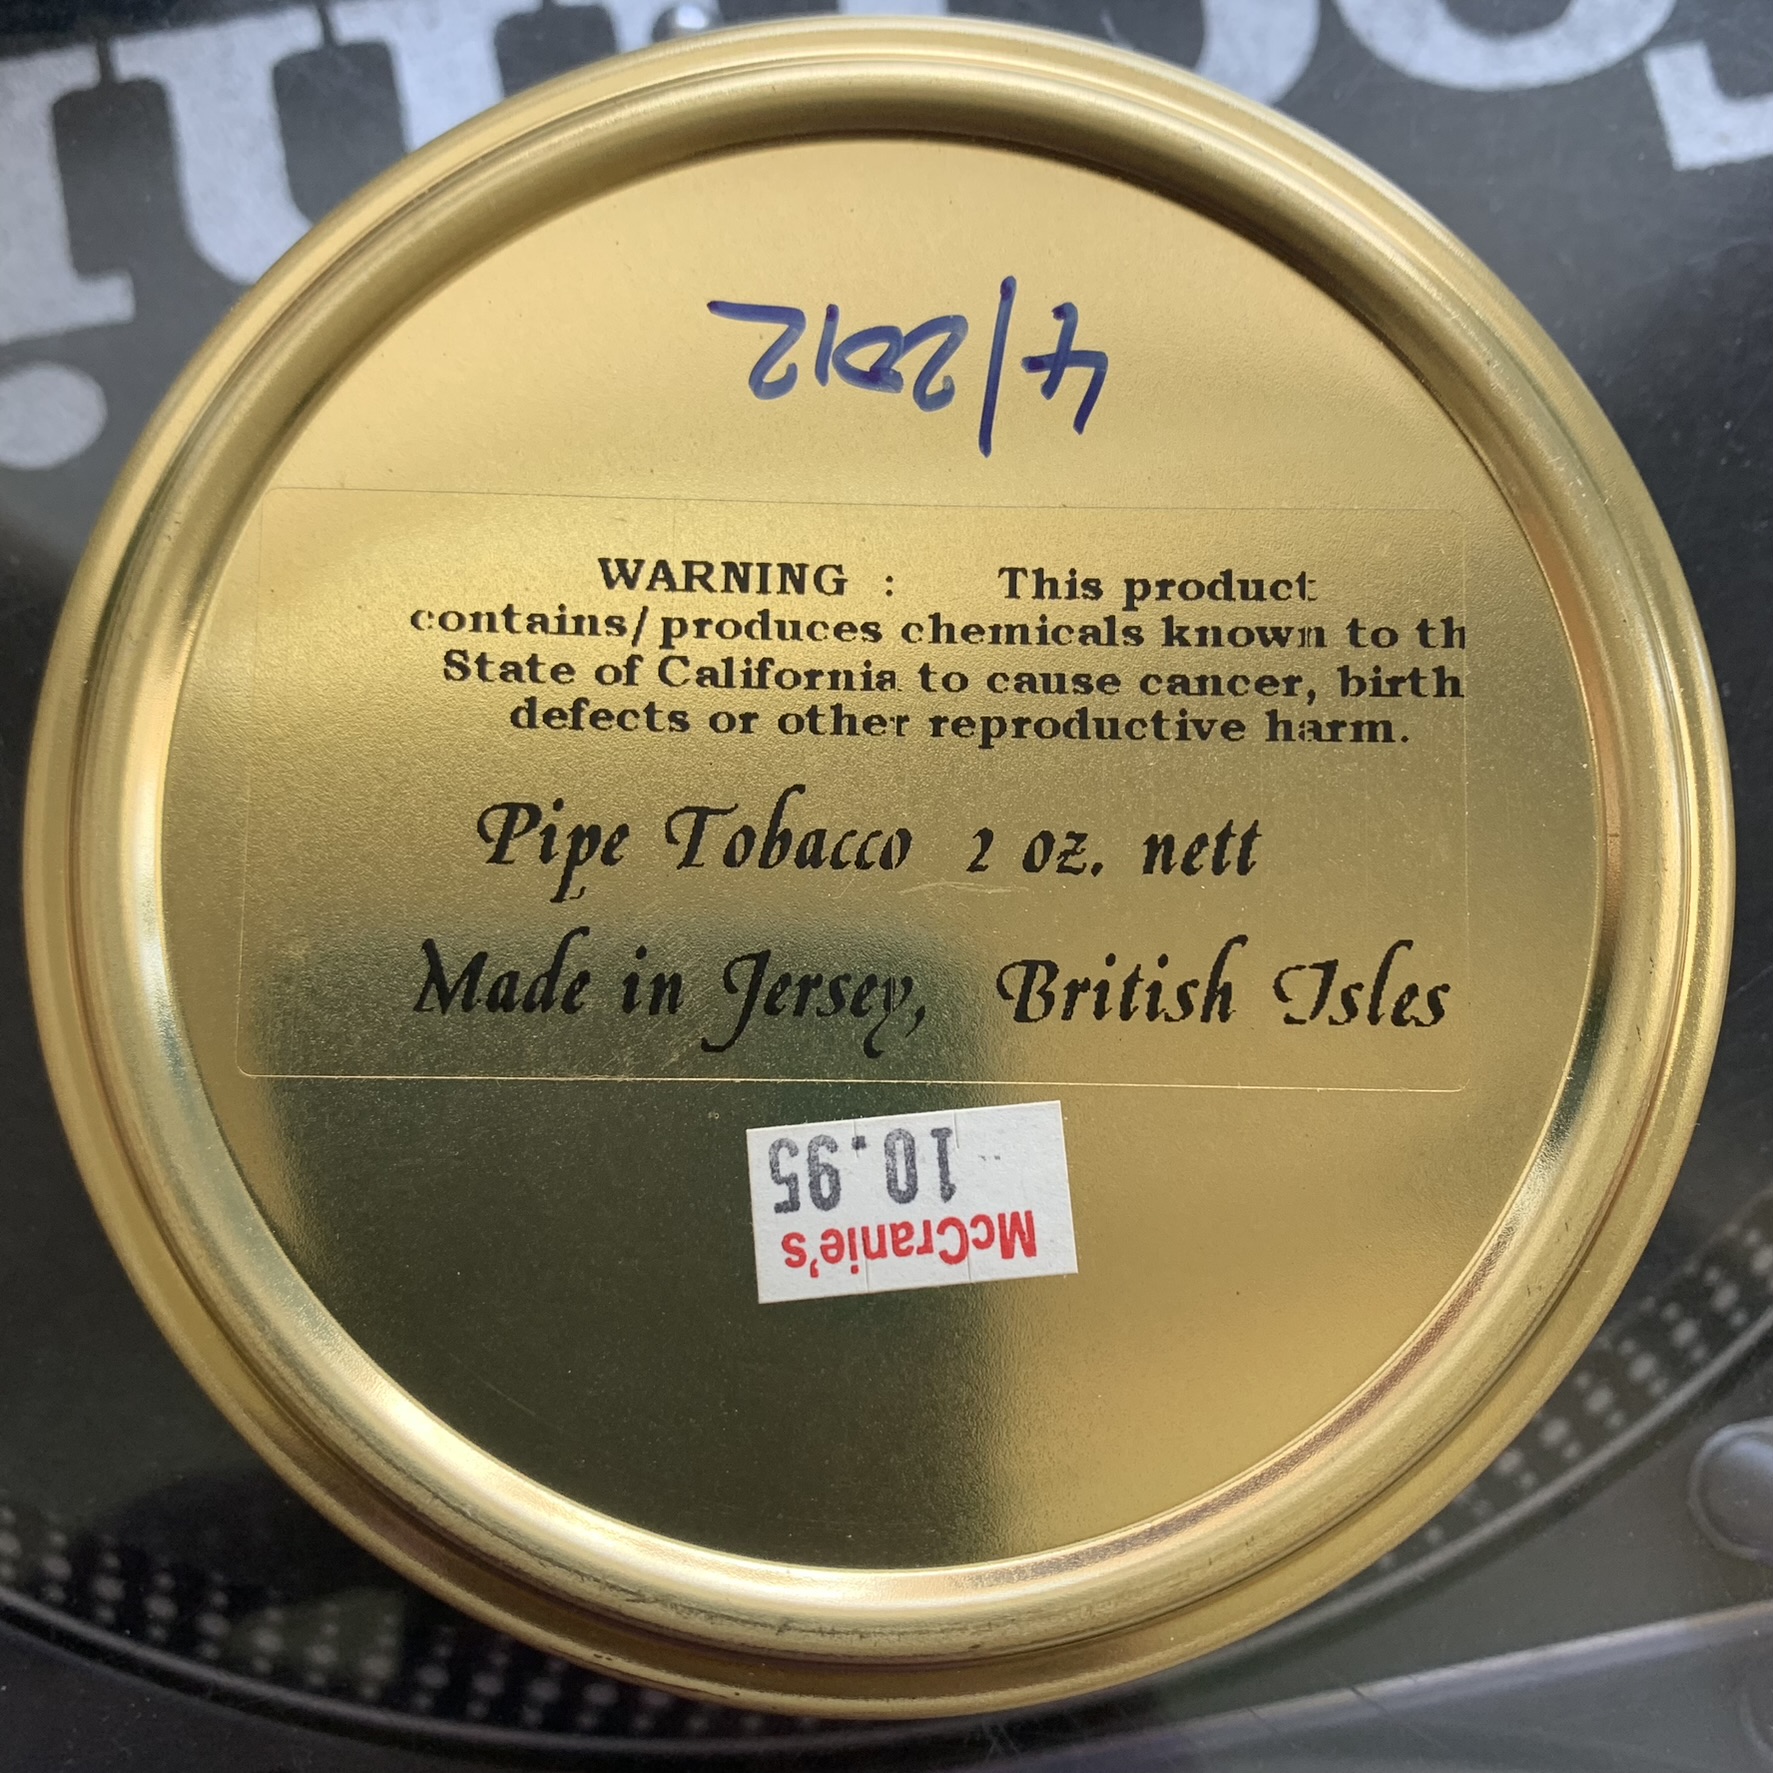 4/2012
WARNING : This product
contains/produces chemicals known to th
State of California to cause cancer, birth
defects or other reproductive harm.
Pipe Tobacco 2 oz. nett
Made in Jersey, British Isles
McCranie's
10.95